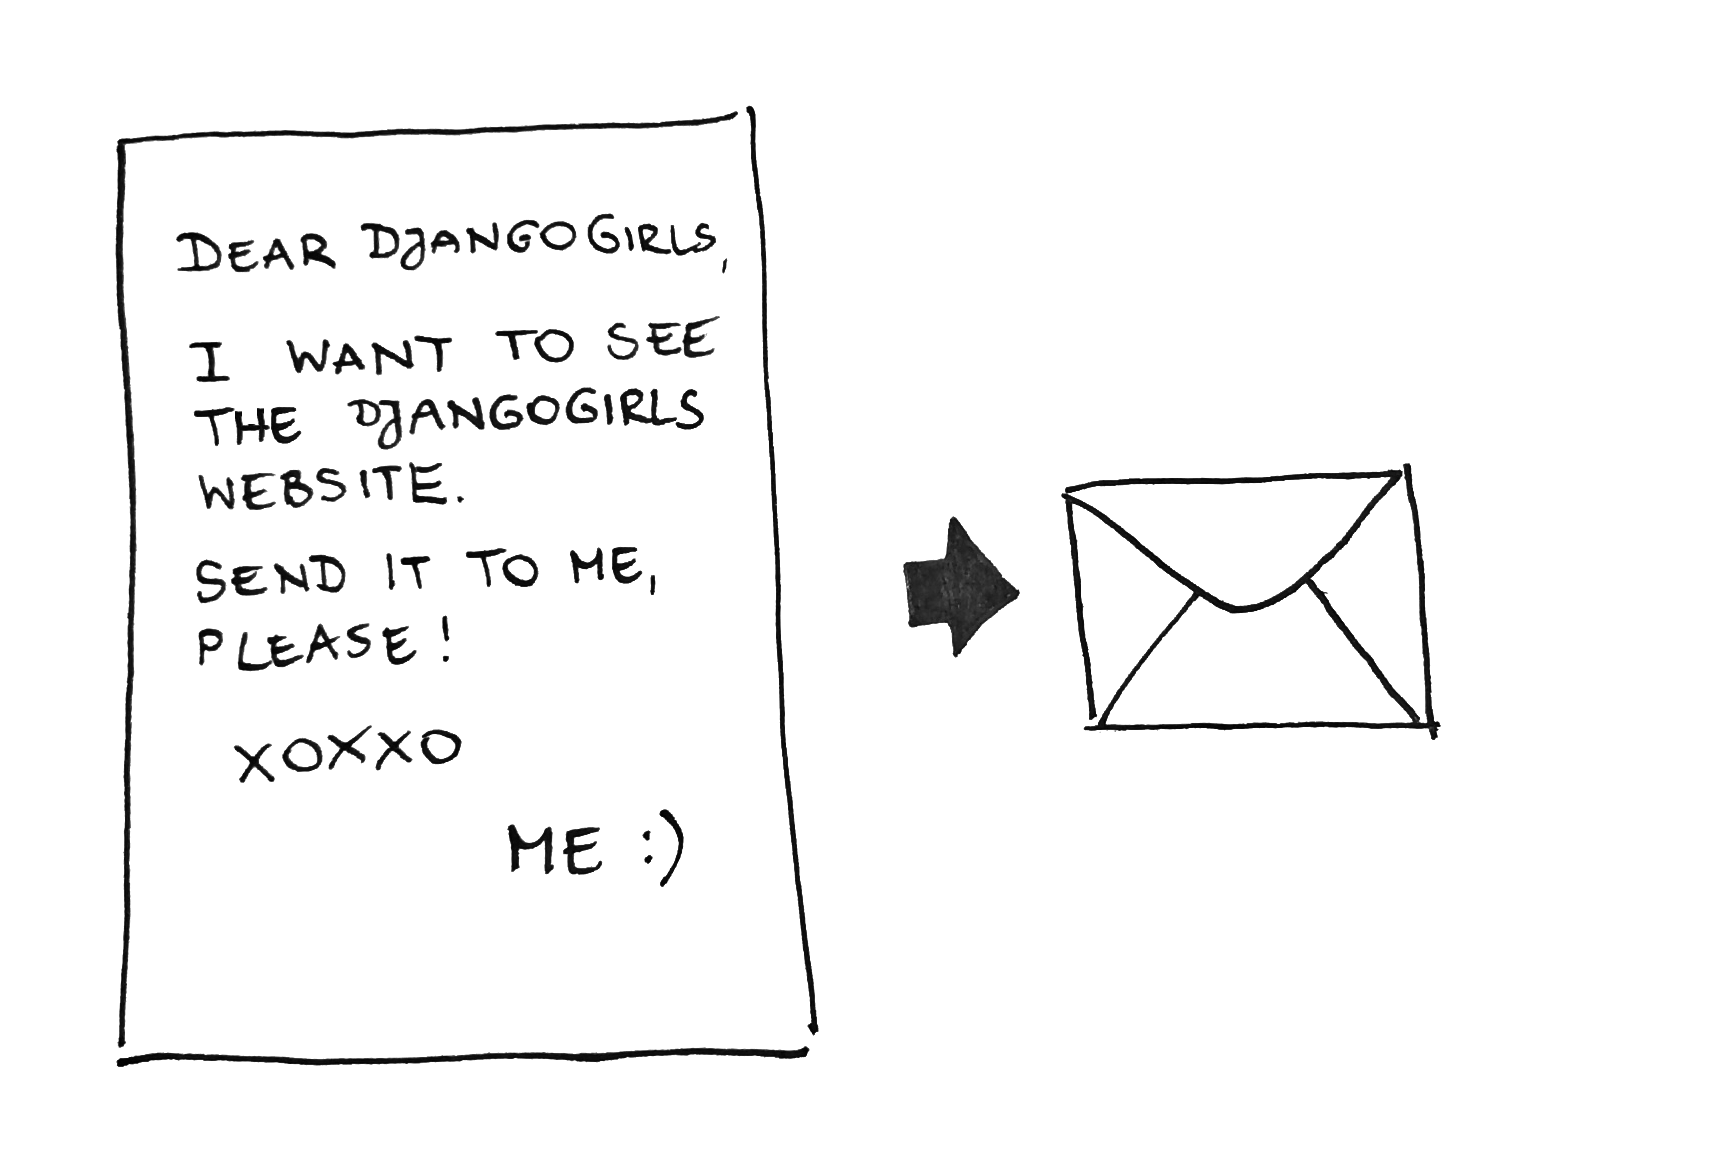 DEAR DJANGOGIRLS,
I WANT TO SEE
THE DJANGOGIRLS
WEBSITE.
SEND IT TO ME,
PLEASE!
XOXXO
ME :)